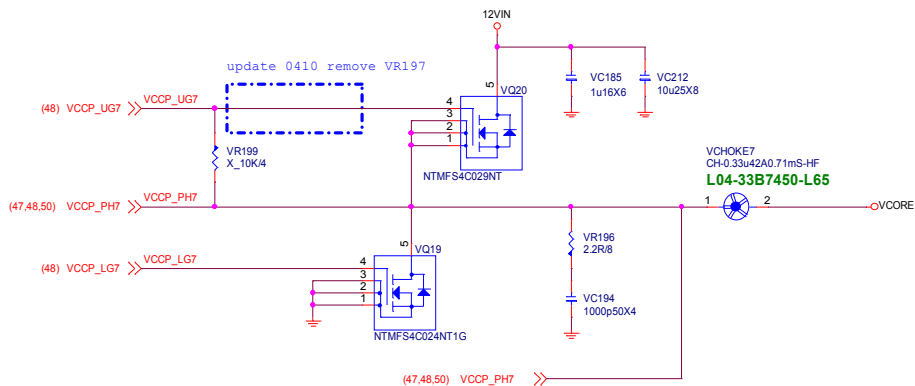 12VIN
update 0410 remove VR197
(48) VCCP_UG7 VCCP_UG7
5
VQ20
4
3
2
1
NTMFS4C029NT
VC185
1u16X6
VC212
10u25X8
VR199
X_10K/4
VCHOKE7
CH-0.33u42A0.71mS-HF
L04-33B7450-L65
(47,48,50) VCCP_PH7 VCCP_PH7
1 2
VCORE
5
VQ19
(48) VCCP_LG7 VCCP_LG7
4
3
2
1
NTMFS4C024NT1G
VR196
2.2R/8
VC194
1000p50X4
(47,48,50) VCCP_PH7